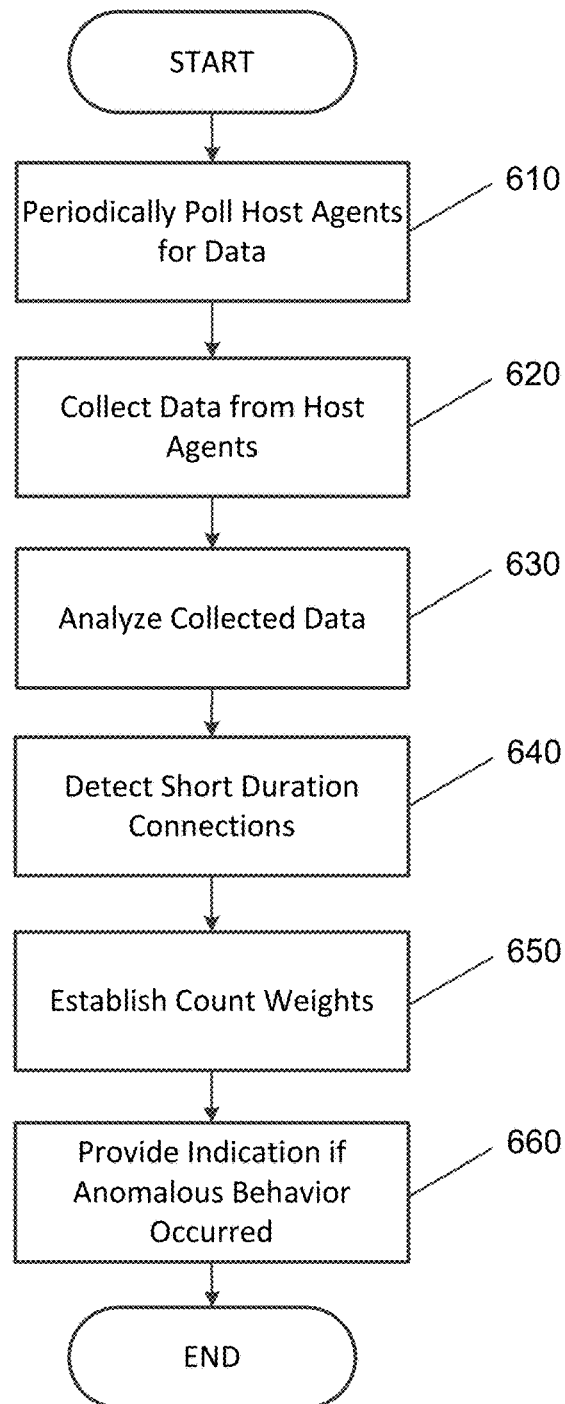 START
Periodically Poll Host Agents
for Data
610
Collect Data from Host
Agents
620
Analyze Collected Data
630
Detect Short Duration
Connections
640
Establish Count Weights
650
Provide Indication if
Anomalous Behavior
Occurred
660
END